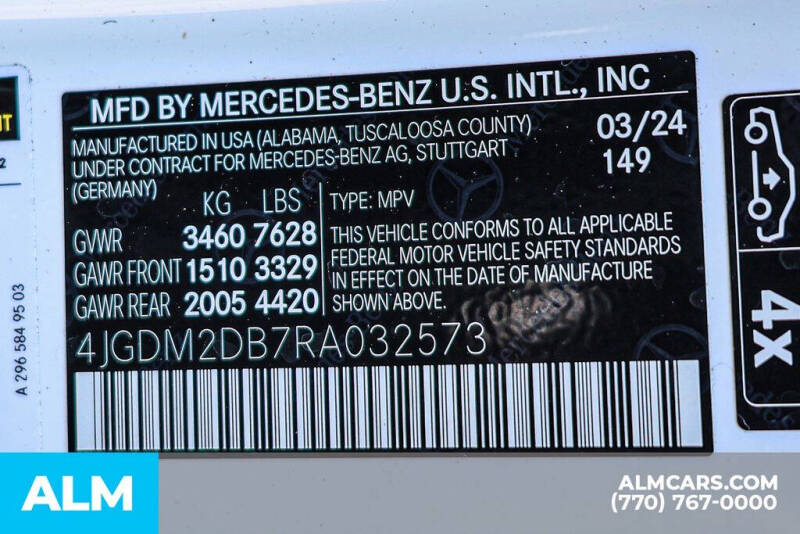 MFD BY MERCEDES-BENZ U.S. INTL., INC
MANUFACTURED IN USA (ALABAMA, TUSCALOOSA COUNTY)
UNDER CONTRACT FOR MERCEDES-BENZ AG, STUTTGART
(GERMANY)
03/24
149
KG LBS
GVWR 3460 7628
GAWR FRONT 1510 3329
GAWR REAR 2005 4420
TYPE: MPV
THIS VEHICLE CONFORMS TO ALL APPLICABLE
FEDERAL MOTOR VEHICLE SAFETY STANDARDS
IN EFFECT ON THE DATE OF MANUFACTURE
SHOWN ABOVE.
4JGDM2DB7RA032573
A 296 584 95 03
4x
ALM
ALMCARS.COM
(770) 767-0000